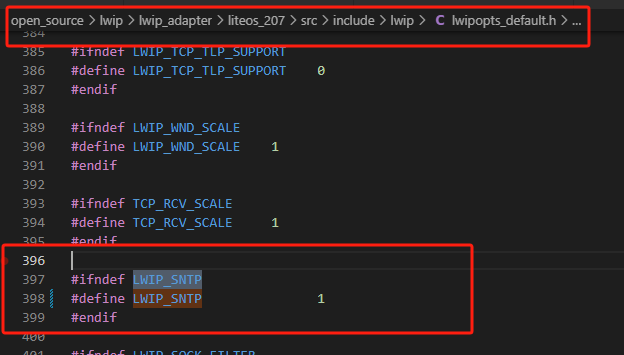 open_source > lwip > lwip_adapter > liteos_207 > src > include > lwip > C lwipopts_default.h > ...
384
385 #ifndef LWIP_TCP_TLP_SUPPORT
386 #define LWIP_TCP_TLP_SUPPORT 0
387 #endif
388
389 #ifndef LWIP_WND_SCALE
390 #define LWIP_WND_SCALE 1
391 #endif
392
393 #ifndef TCP_RCV_SCALE
394 #define TCP_RCV_SCALE 1
395 #endif
396
397 #ifndef LWIP_SNTP
398 #define LWIP_SNTP 1
399 #endif
400
401 #ifndef LWIP_SOCK_FILTER